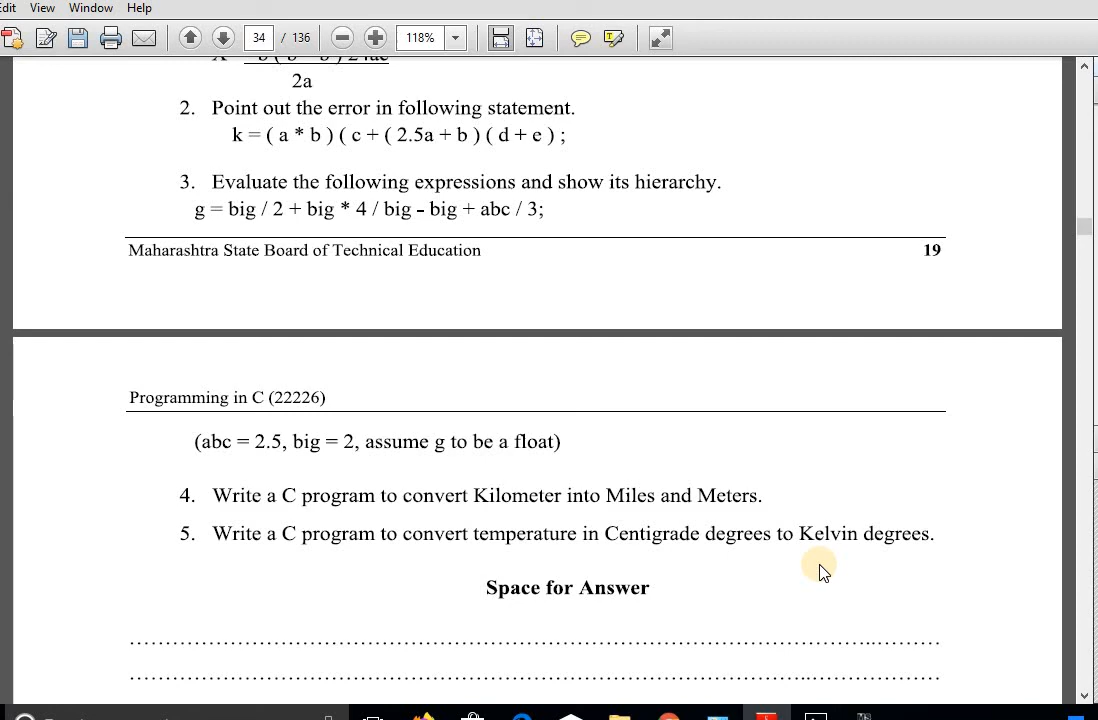 Edit View Window Help
34 / 136 118%
2a
2. Point out the error in following statement.
k = ( a * b ) ( c + ( 2.5a + b ) ( d + e ) ;
3. Evaluate the following expressions and show its hierarchy.
g = big / 2 + big * 4 / big - big + abc / 3;
Maharashtra State Board of Technical Education 19
Programming in C (22226)
(abc = 2.5, big = 2, assume g to be a float)
4. Write a C program to convert Kilometer into Miles and Meters.
5. Write a C program to convert temperature in Centigrade degrees to Kelvin degrees.
Space for Answer